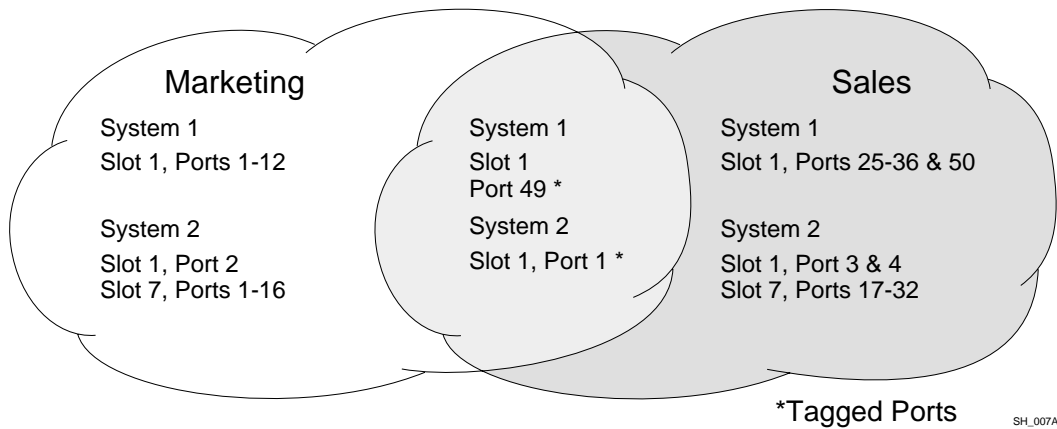 Marketing
System 1
Slot 1, Ports 1-12
System 2
Slot 1, Port 2
Slot 7, Ports 1-16
System 1
Slot 1
Port 49 *
System 2
Slot 1, Port 1 *
Sales
System 1
Slot 1, Ports 25-36 & 50
System 2
Slot 1, Port 3 & 4
Slot 7, Ports 17-32
*Tagged Ports
SH_007A